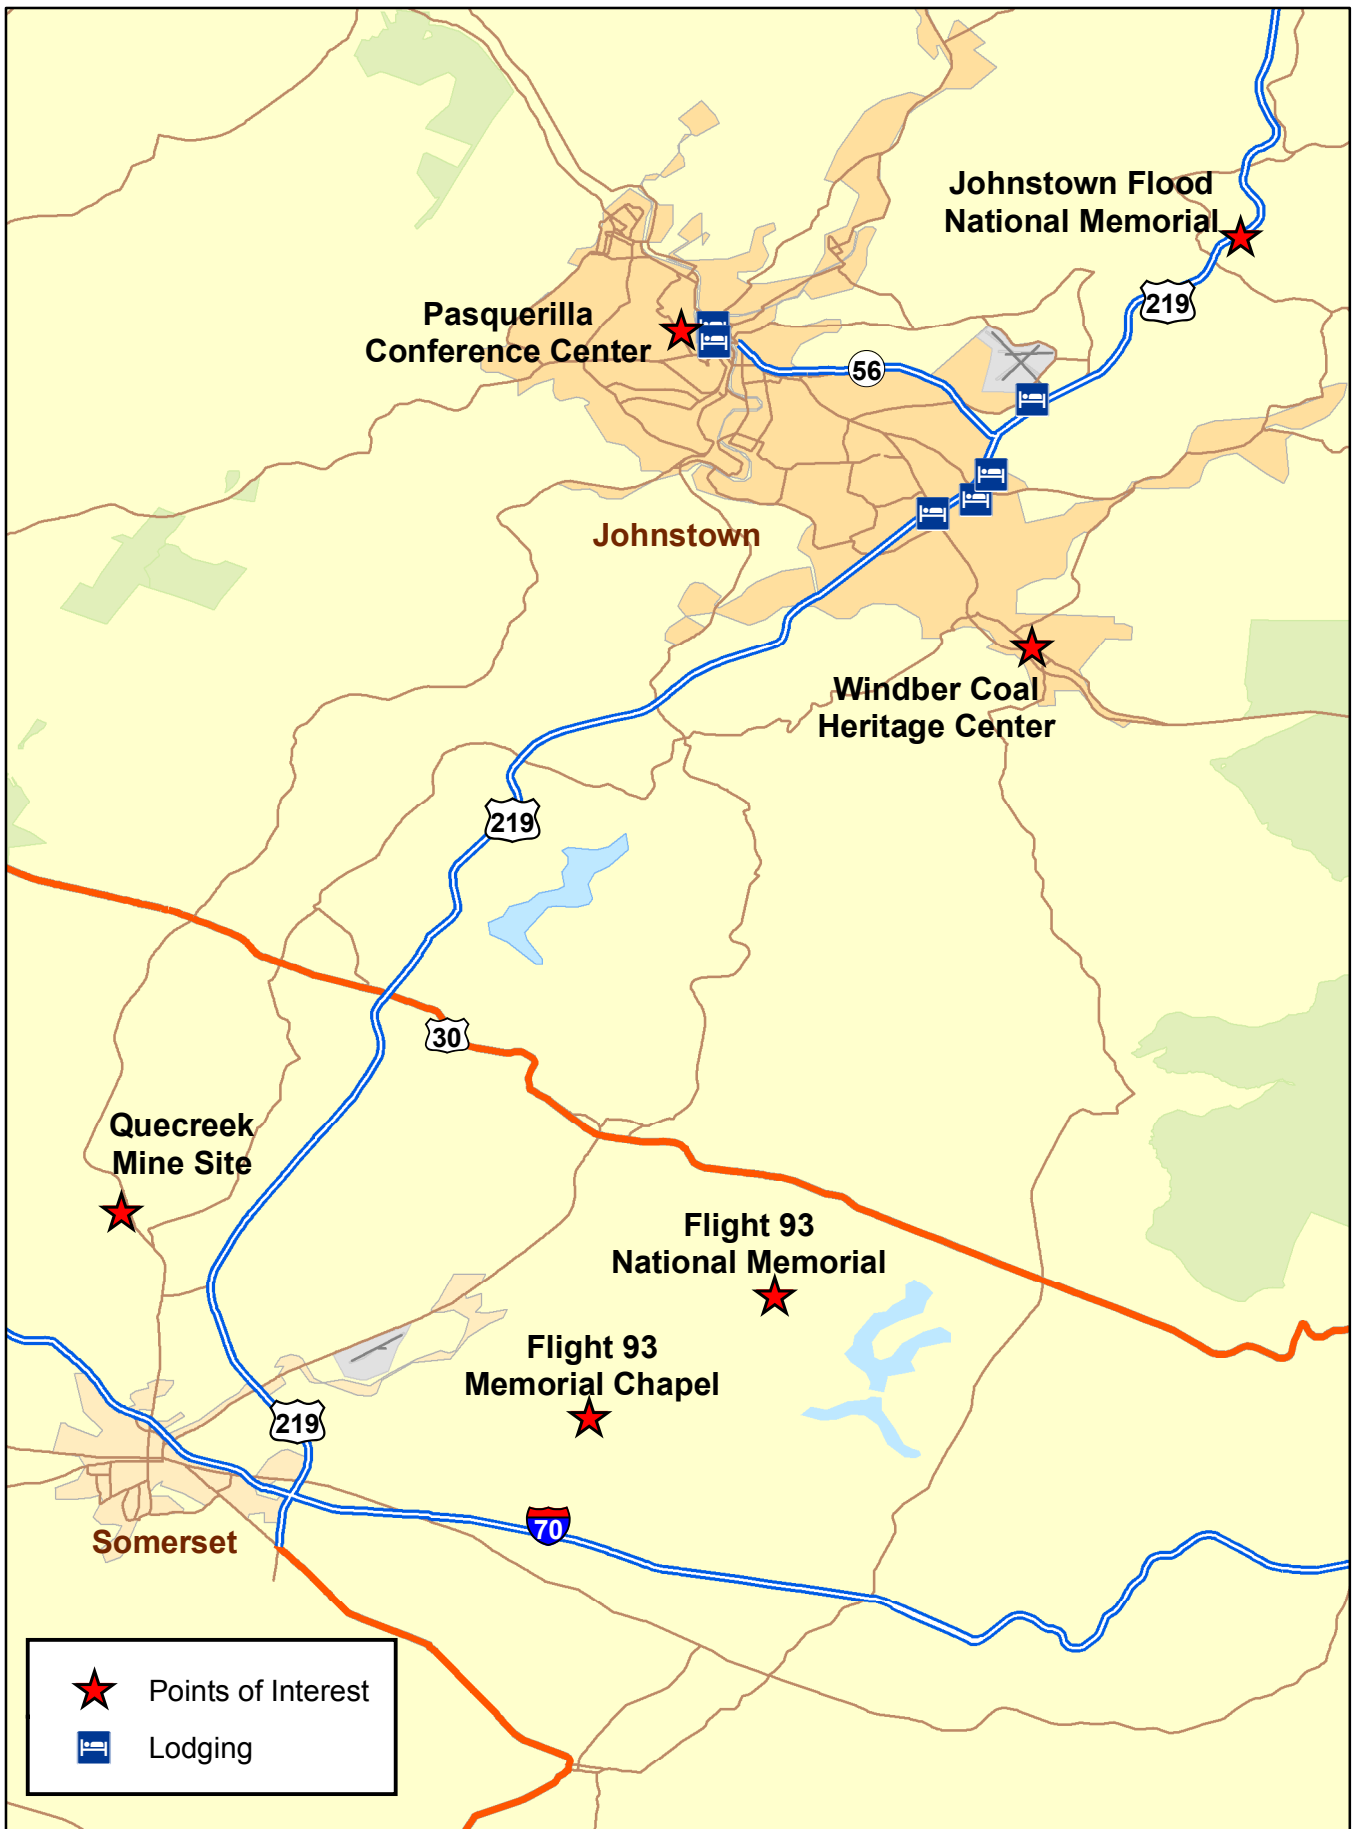 Johnstown Flood
National Memorial
219
Pasquerilla
Conference Center
56
Johnstown
Windber Coal
Heritage Center
219
30
Quecreek
Mine Site
Flight 93
National Memorial
Flight 93
Memorial Chapel
219
70
Somerset
Points of Interest
Lodging